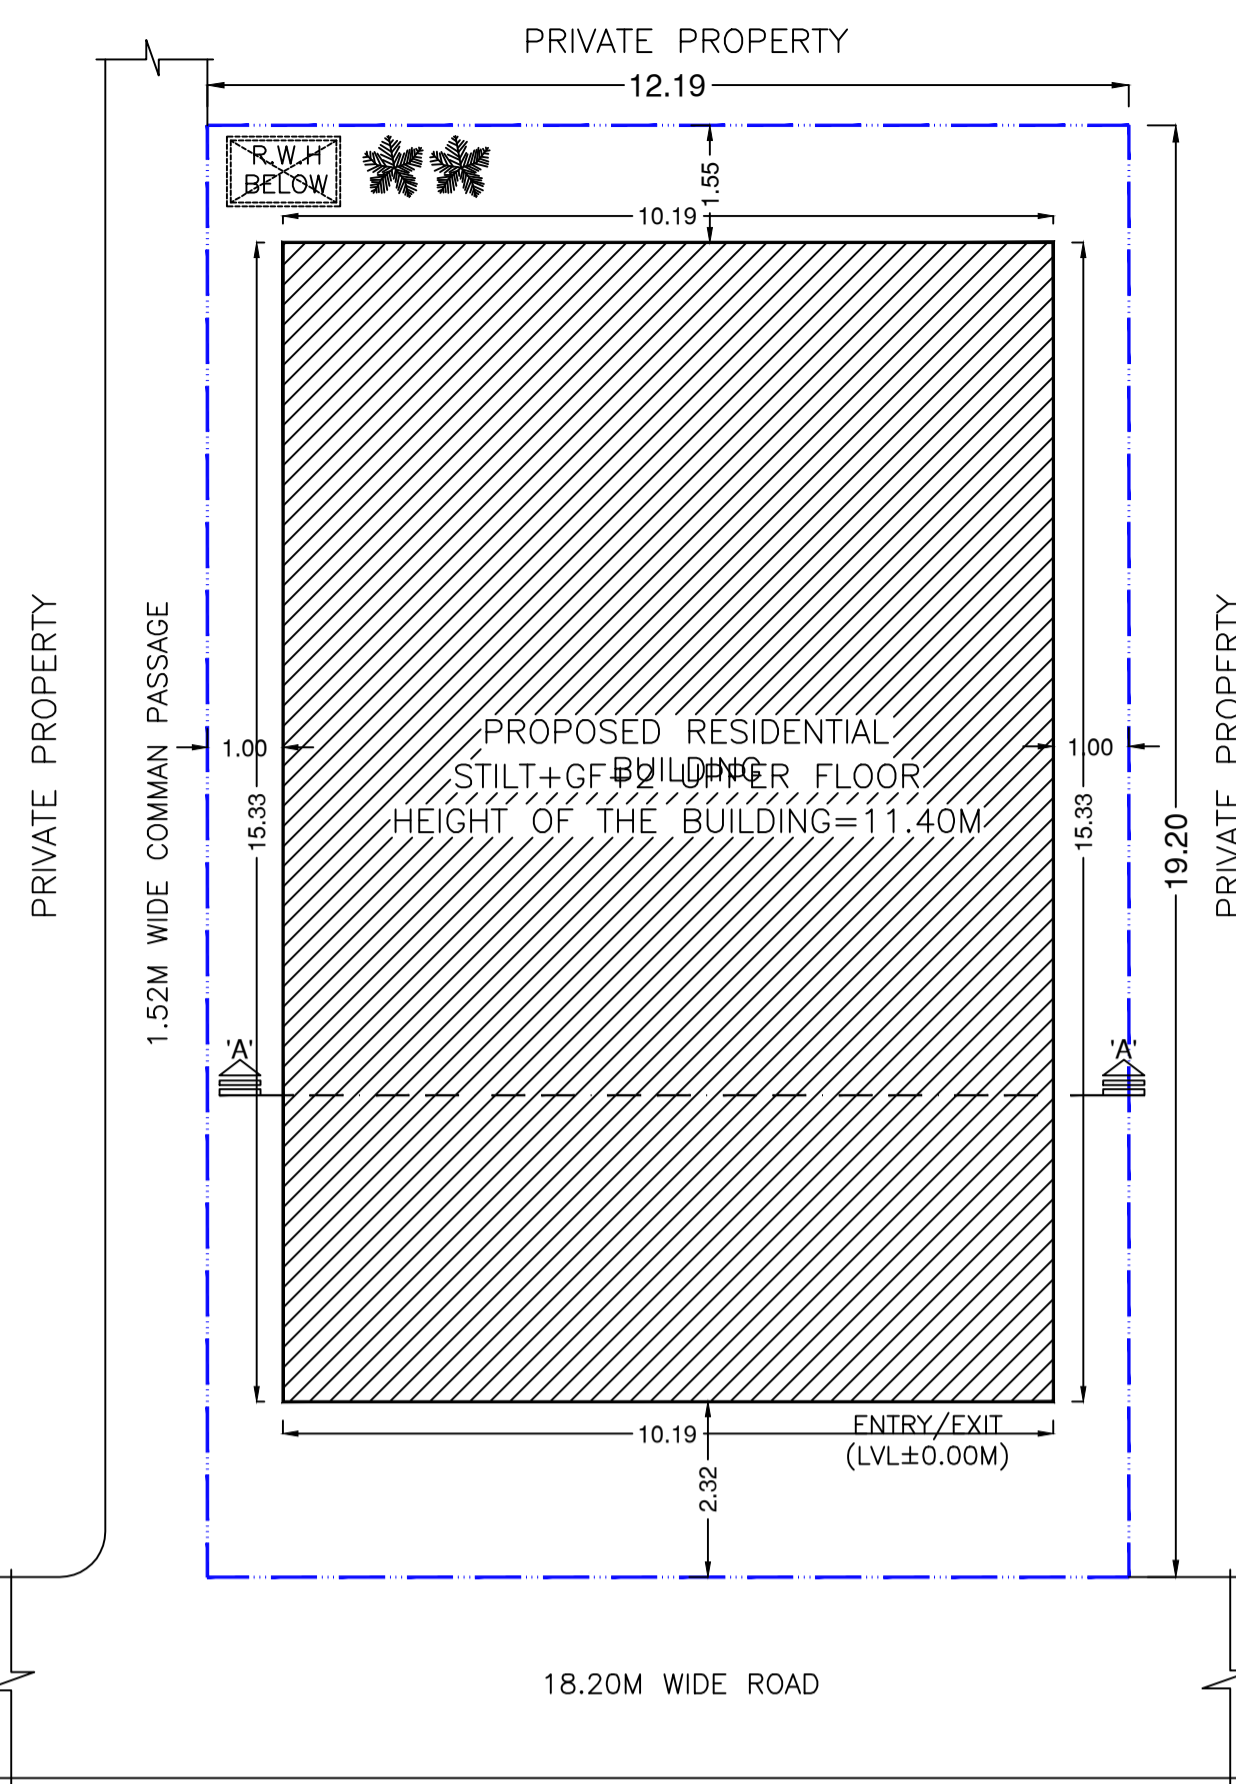 PRIVATE PROPERTY
12.19
R.W.H
BELOW
1.55
10.19
PRIVATE PROPERTY
1.52M WIDE COMMAN PASSAGE
1.00
15.33
PROPOSED RESIDENTIAL
BUILDING
STILT+GF+2 UPPER FLOOR
HEIGHT OF THE BUILDING=11.40M
1.00
15.33
19.20
PRIVATE PROPERTY
'A'
'A'
10.19
ENTRY/EXIT
(LVL±0.00M)
2.32
18.20M WIDE ROAD